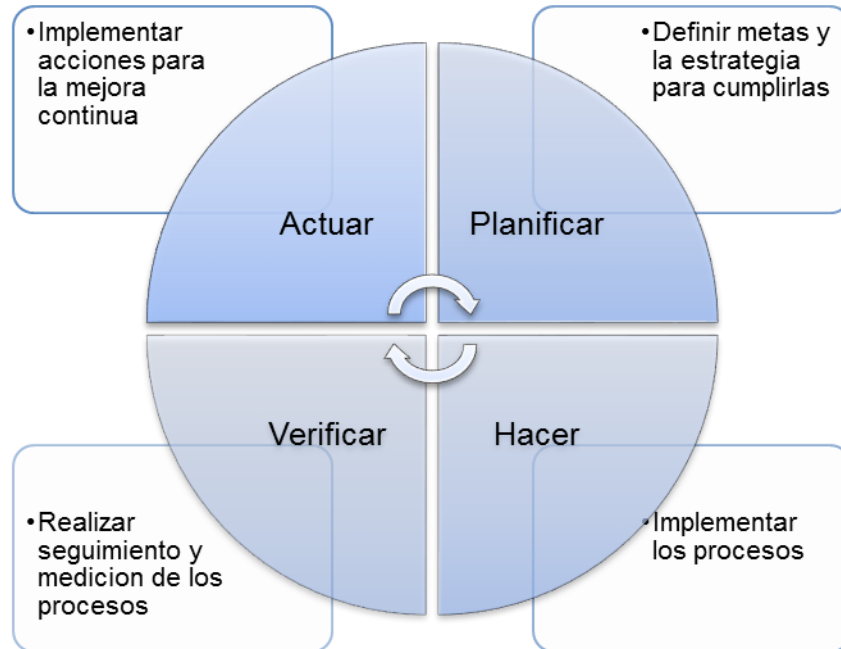 •Implementar
acciones para
la mejora
continua
•Definir metas y
la estrategia
para cumplirlas
Actuar
Planificar
Verificar
Hacer
•Realizar
seguimiento y
medicion de los
procesos
•Implementar
los procesos